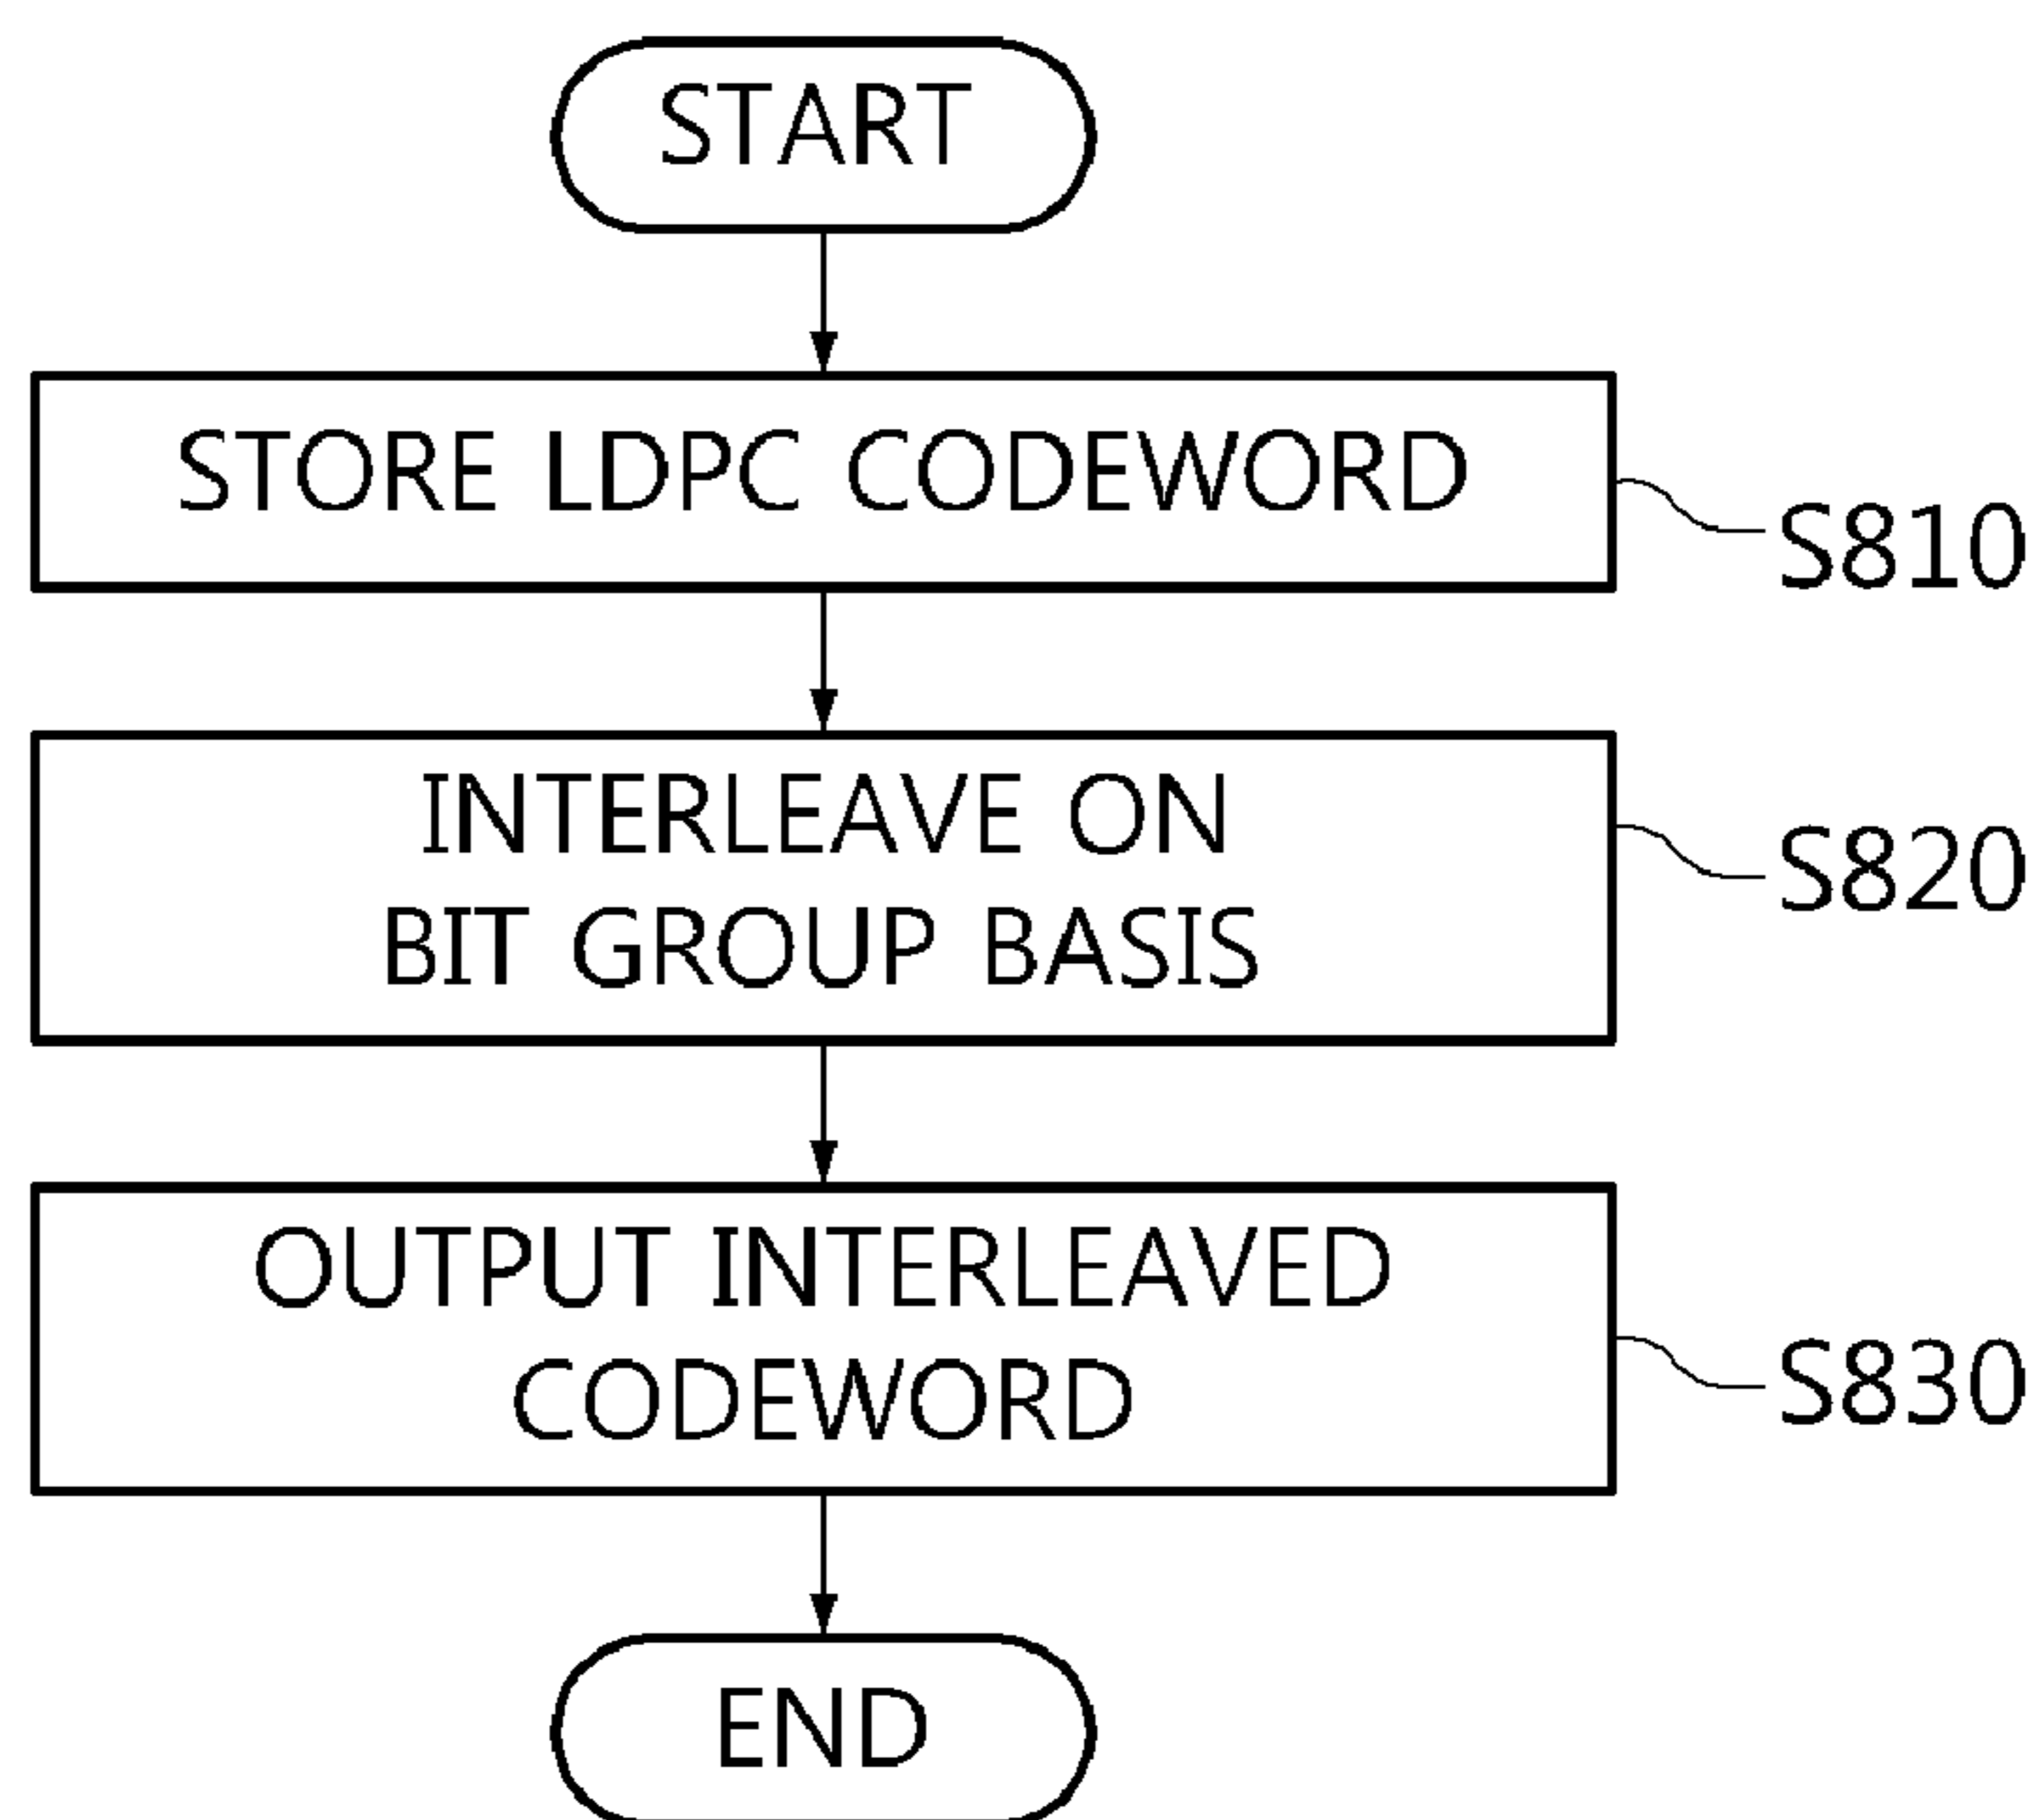 START
STORE LDPC CODEWORD
S810
INTERLEAVE ON
BIT GROUP BASIS
S820
OUTPUT INTERLEAVED
CODEWORD
S830
END